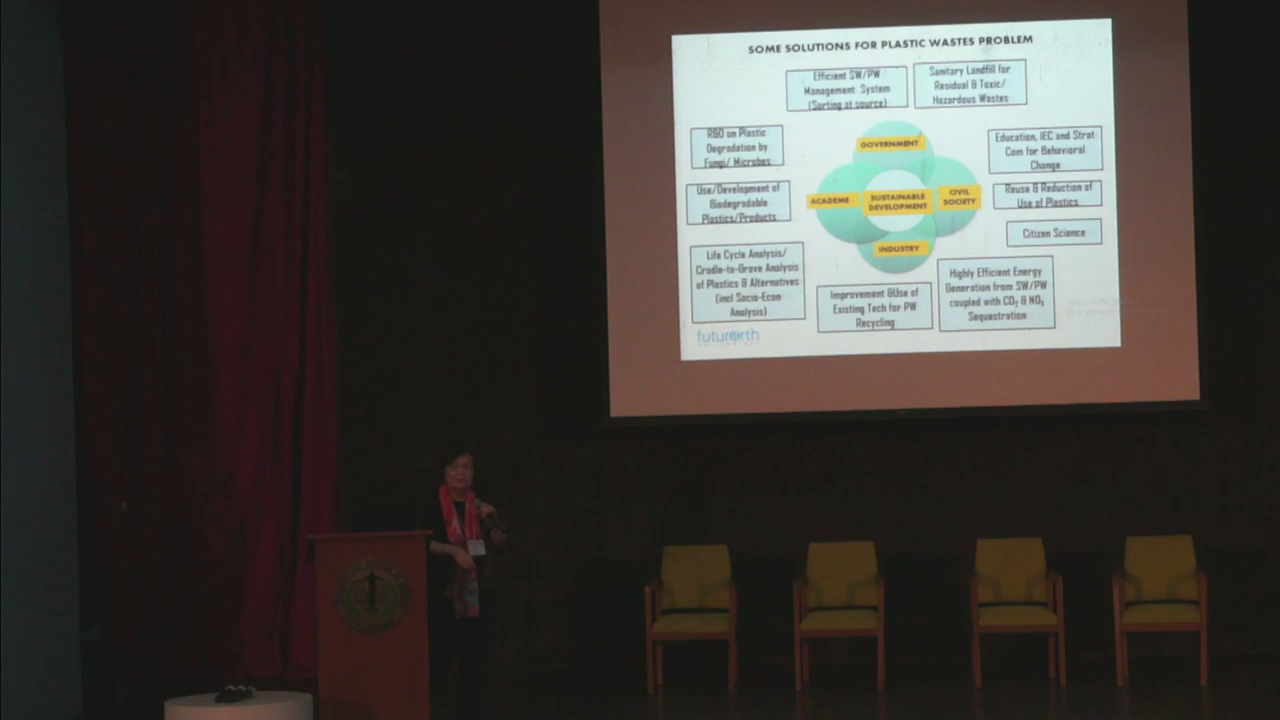 SOME SOLUTIONS FOR PLASTIC WASTES PROBLEM
Efficient SW/PW
Management System
(Sorting at source)
Sanitary Landfill for
Residual & Toxic/
Hazardous Wastes
R&D on Plastic
Degradation by
Fungi/ Microbes
GOVERNMENT
Education, IEC and Strat
Com for Behavioral
Change
Use/Development of
Biodegradable
Plastics/Products
ACADEME
SUSTAINABLE
DEVELOPMENT
CIVIL
SOCIETY
Reuse & Reduction of
Use of Plastics
Citizen Science
INDUSTRY
Life Cycle Analysis/
Cradle-to-Grave Analysis
of Plastics & Alternatives
(incl Socio-Econ
Analysis)
Improvement &Use of
Existing Tech for PW
Recycling
Highly Efficient Energy
Generation from SW/PW
coupled with CO₂ & NOₓ
Sequestration
futurearth